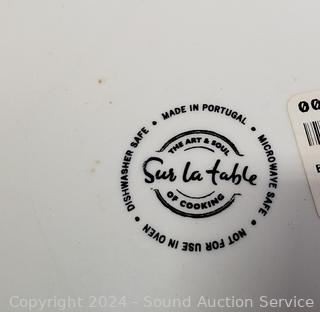 MADE IN PORTUGAL • MICROWAVE SAFE • NOT FOR USE IN OVEN • DISHWASHER SAFE •
THE ART & SOUL
Sur la table
OF COOKING
00
Copyright 2024 - Sound Auction Service